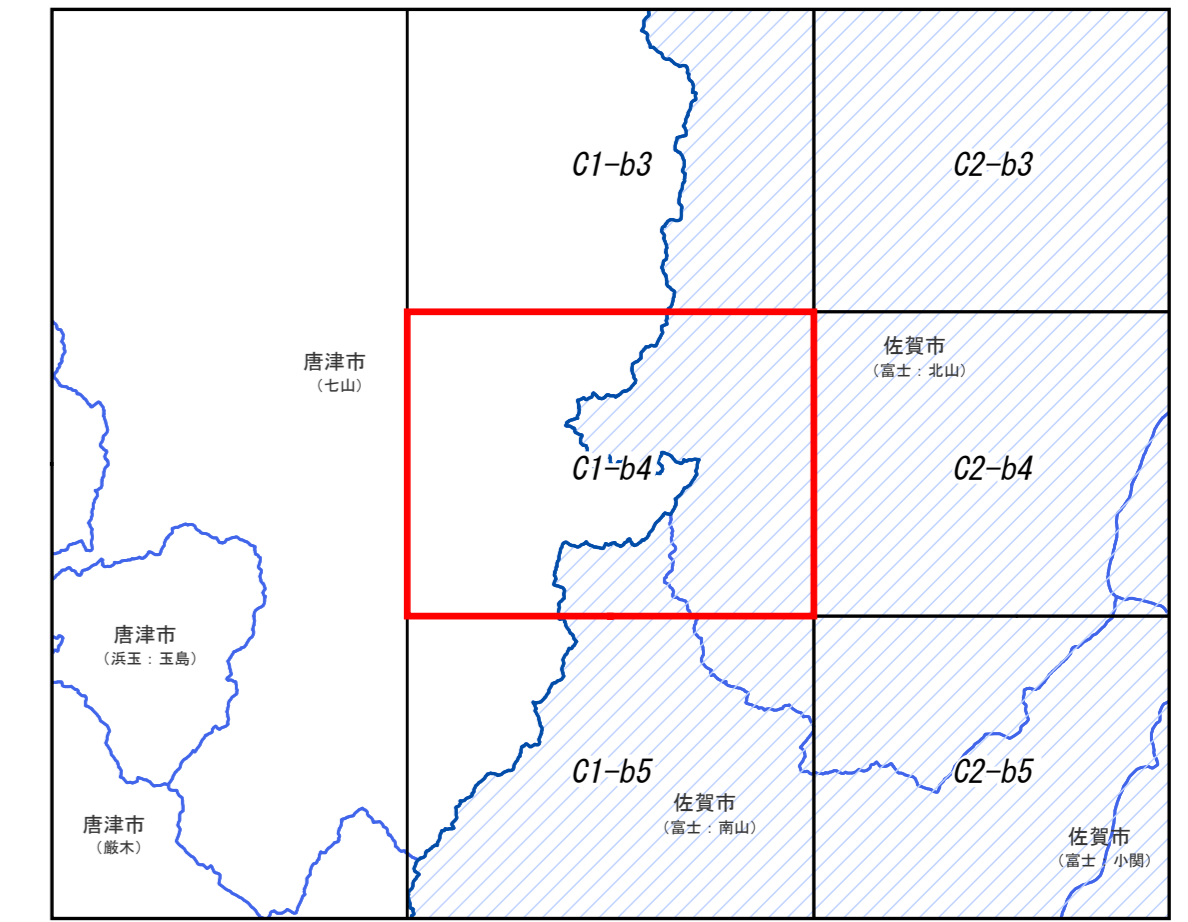 C1-b3
C2-b3
唐津市
（七山）
佐賀市
（富士：北山）
C1-b4
C2-b4
唐津市
（浜玉：玉島）
C1-b5
C2-b5
唐津市
（厳木）
佐賀市
（富士：南山）
佐賀市
（富士：小関）